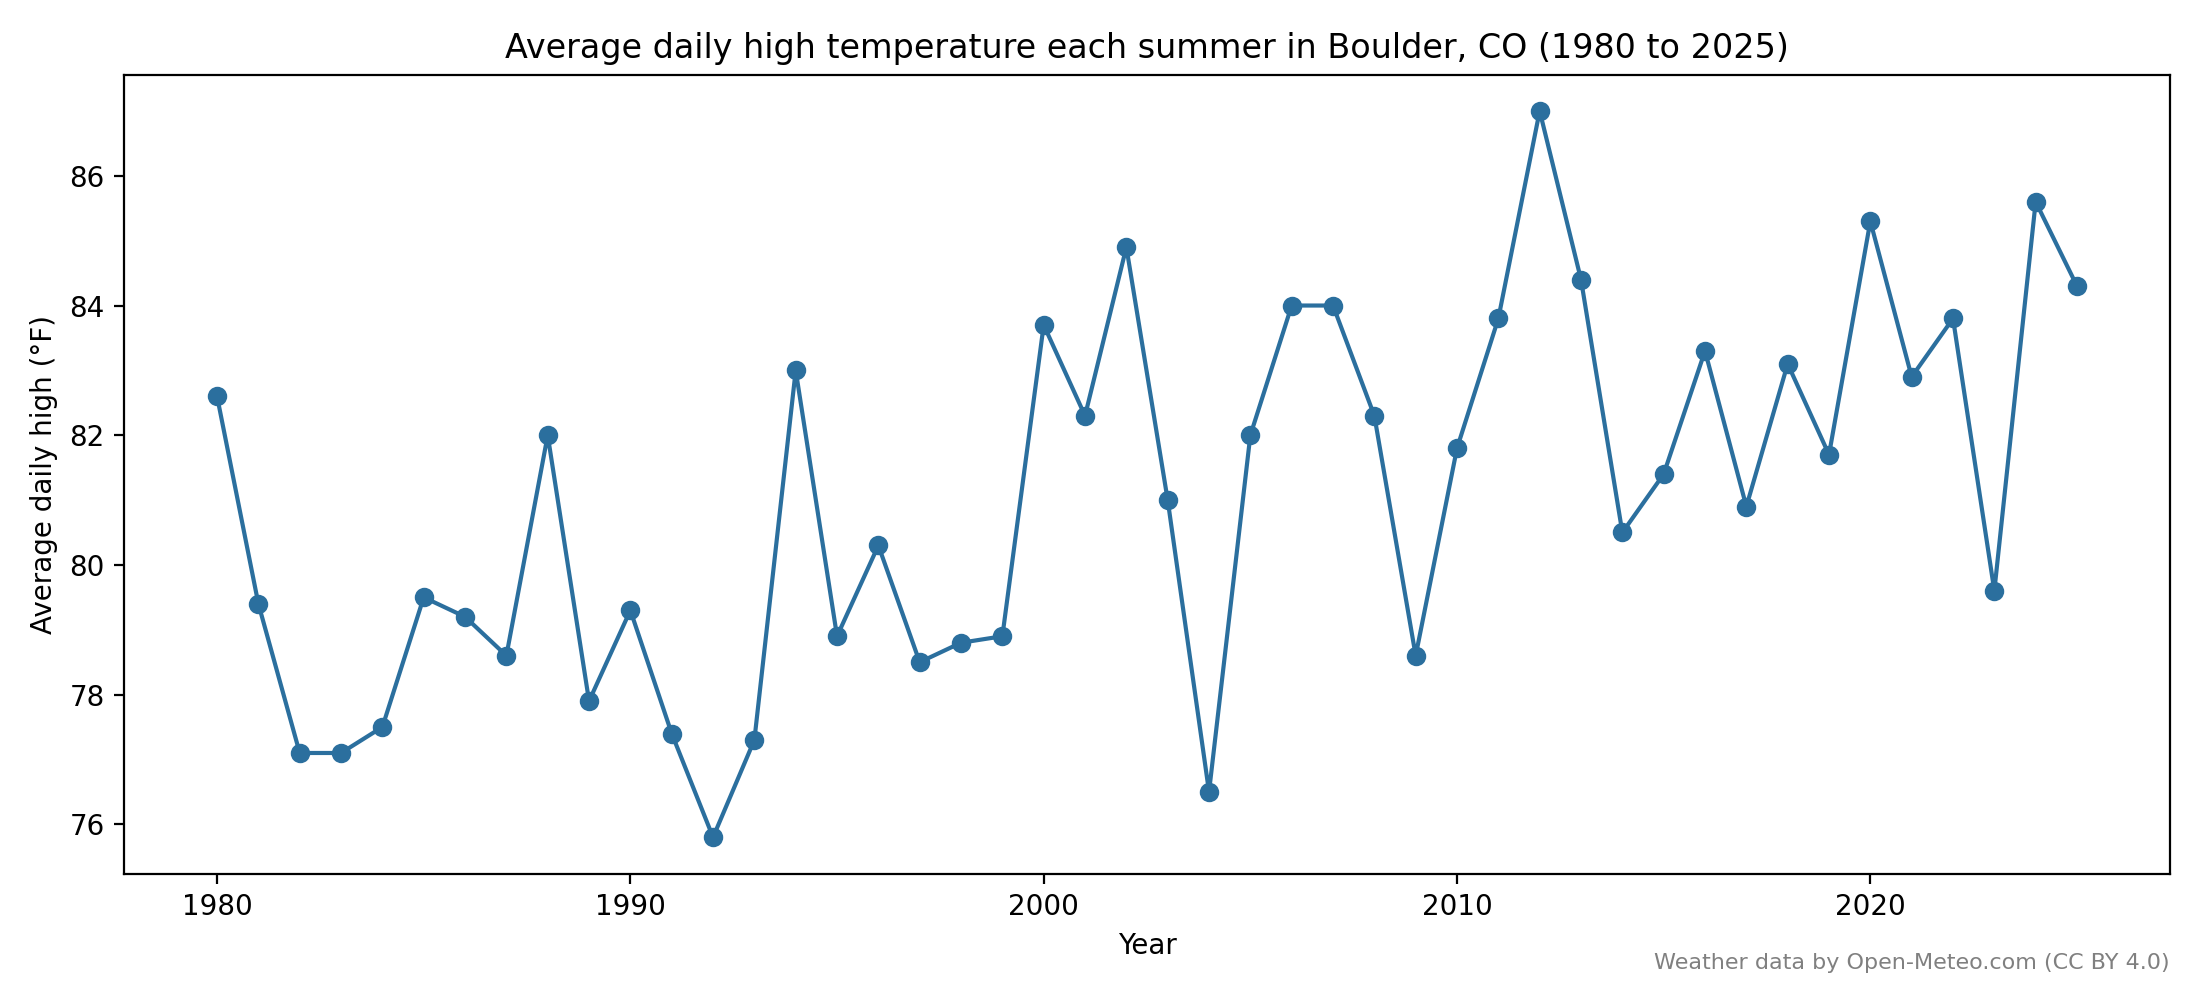 Average daily high temperature each summer in Boulder, CO (1980 to 2025)
Average daily high (°F)
86
84
82
80
78
76
1980 1990 2000 2010 2020
Year
Weather data by Open-Meteo.com (CC BY 4.0)